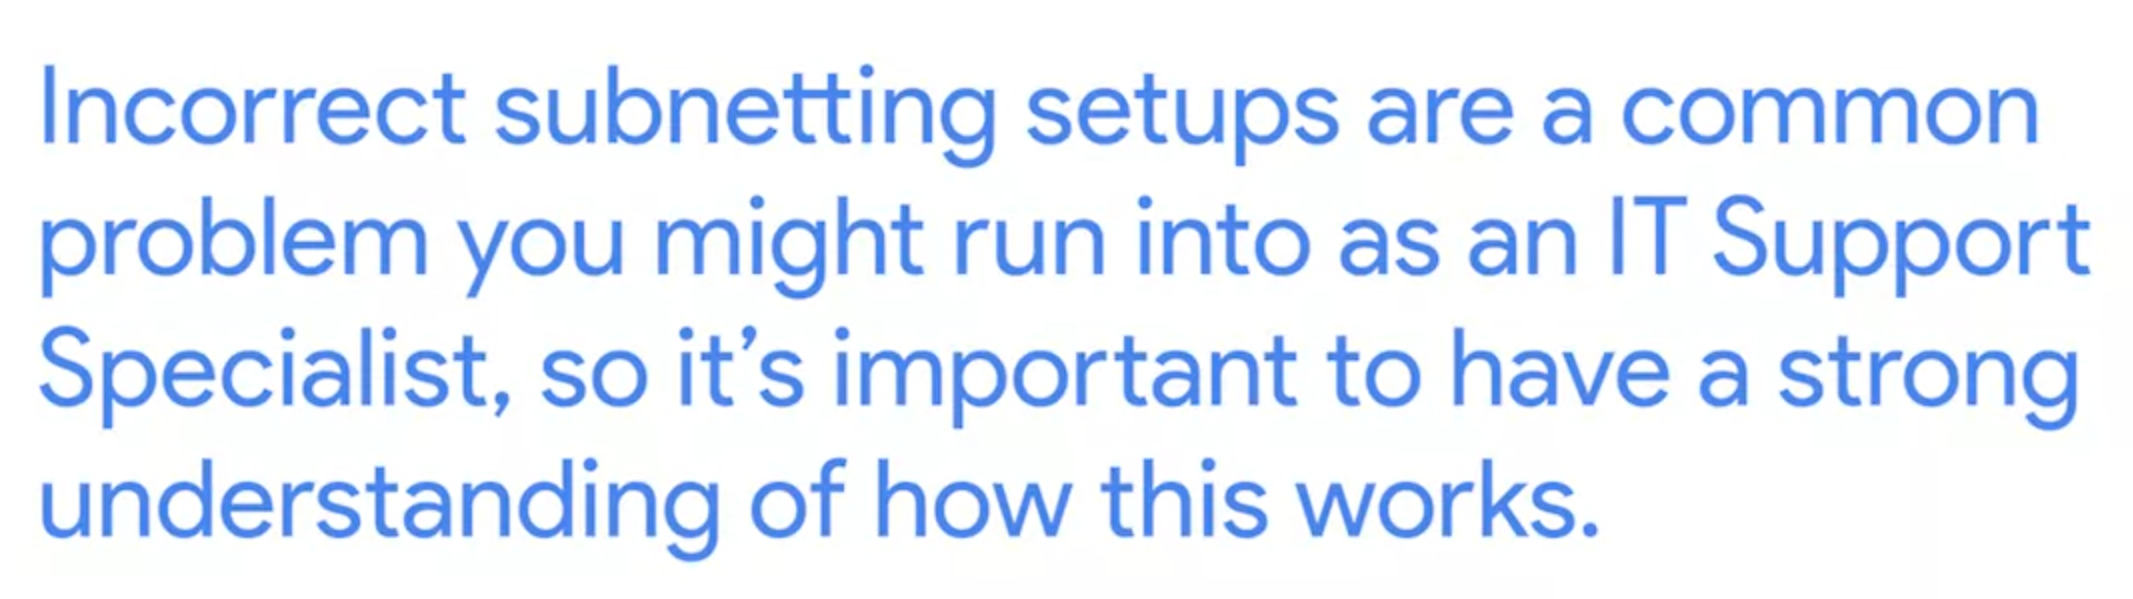 Incorrect subnetting setups are a common
problem you might run into as an IT Support
Specialist, so it’s important to have a strong
understanding of how this works.